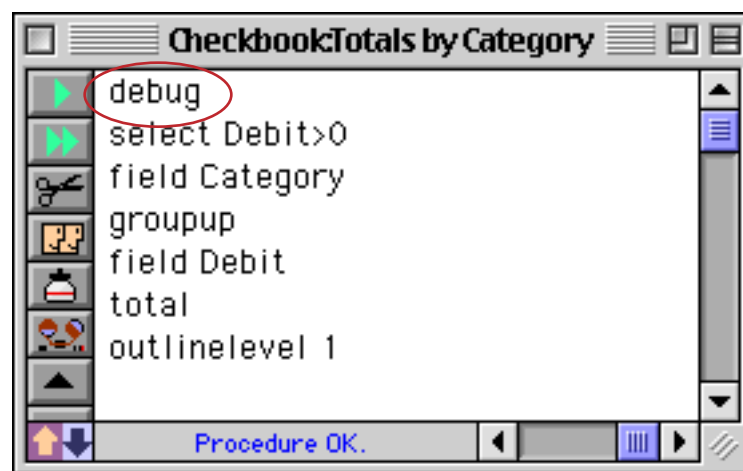 Checkbook:Totals by Category
debug
select Debit>0
field Category
groupup
field Debit
total
outlinelevel 1
Procedure OK.